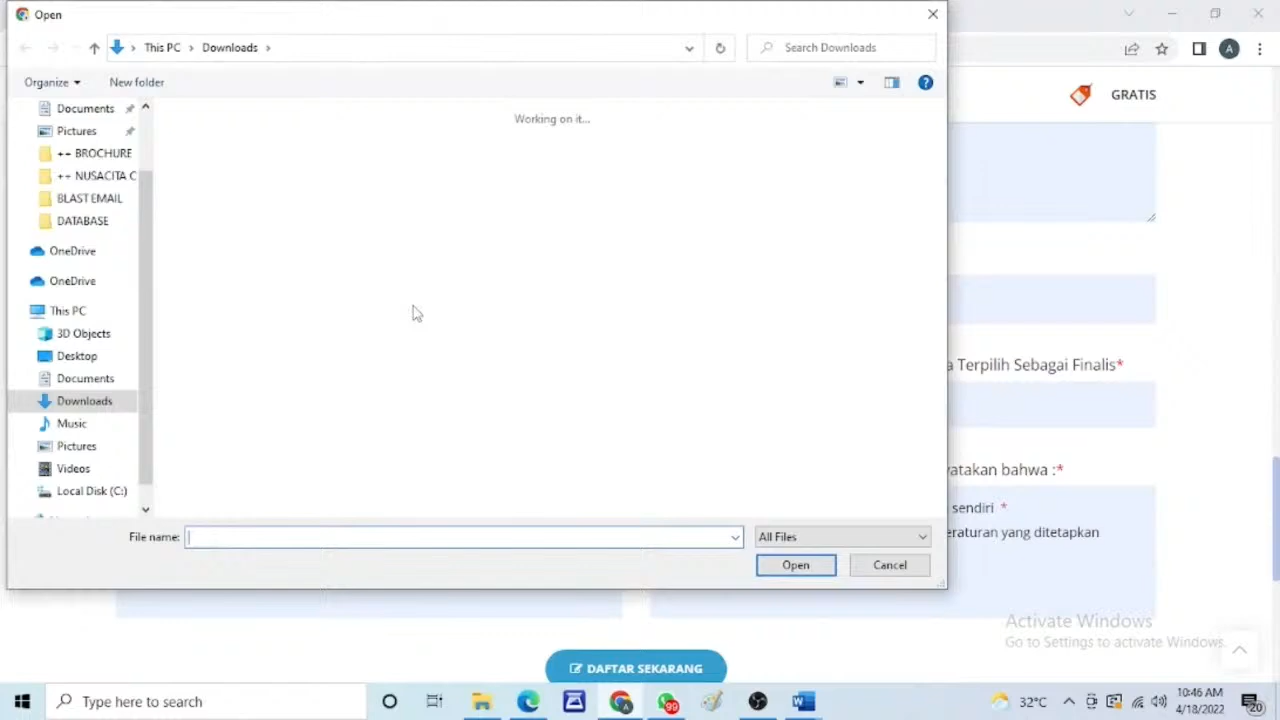 Open
This PC
Downloads
Search Downloads
Organize
New folder
GRATIS
Documents
Pictures
++ BROCHURE
++ NUSACITA C
BLAST EMAIL
DATABASE
OneDrive
OneDrive
This PC
3D Objects
Desktop
Documents
Downloads
Music
Pictures
Videos
Local Disk (C:)
Working on it...
File name:
All Files
Open
Cancel
A
a Terpilih Sebagai Finalis*
yatakan bahwa :*
sendiri *
eraturan yang ditetapkan
Activate Windows
Go to Settings to activate Windows.
DAFTAR SEKARANG
Type here to search
99
32°C
10:46 AM
4/18/2022
20